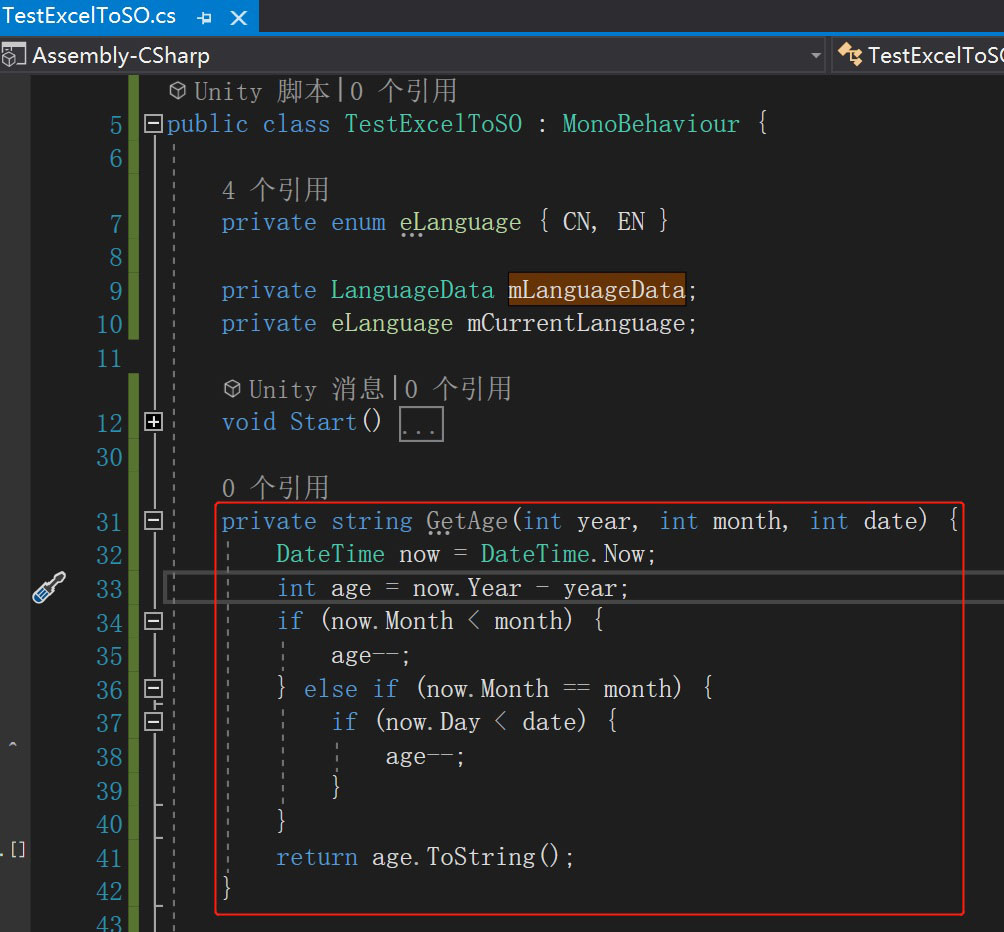 TestExcelToSO.cs
Assembly-CSharp TestExcelToSO
Unity 脚本|0 个引用
5 public class TestExcelToSO : MonoBehaviour {
6
4 个引用
7 private enum eLanguage { CN, EN }
8
9 private LanguageData mLanguageData;
10 private eLanguage mCurrentLanguage;
11
Unity 消息|0 个引用
12 void Start() ...
30
0 个引用
31 private string GetAge(int year, int month, int date) {
32 DateTime now = DateTime.Now;
33 int age = now.Year - year;
34 if (now.Month < month) {
35 age--;
36 } else if (now.Month == month) {
37 if (now.Day < date) {
38 age--;
39 }
40 }
. [] 41 return age.ToString();
42 }
43